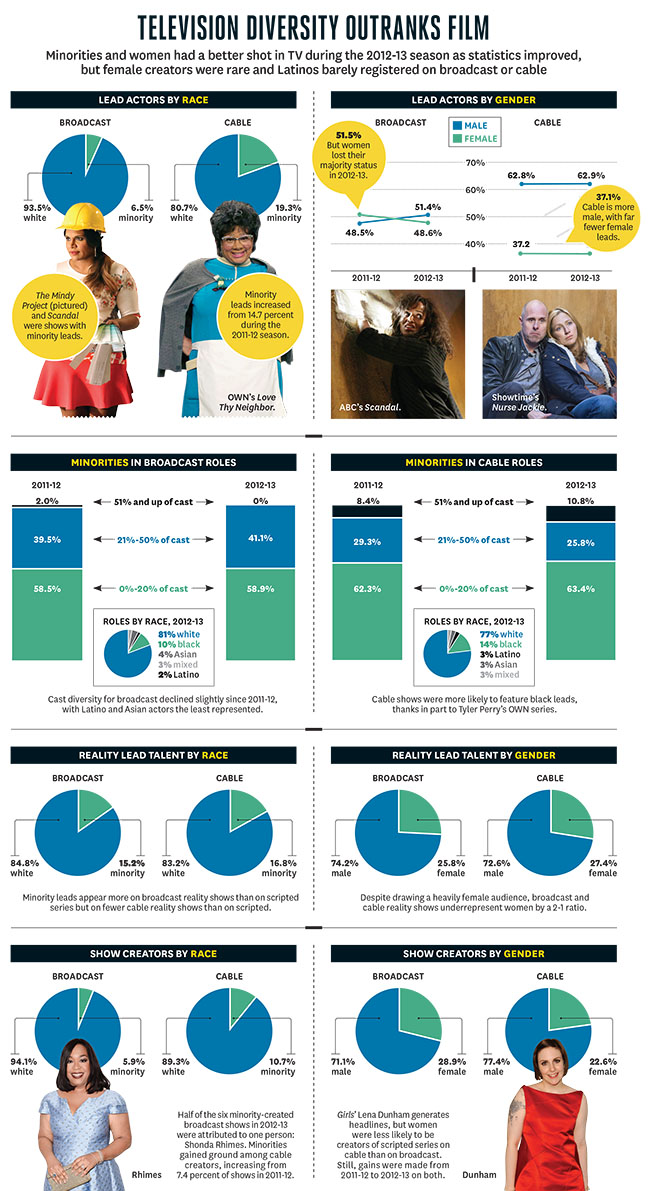 TELEVISION DIVERSITY OUTRANKS FILM
Minorities and women had a better shot in TV during the 2012-13 season as statistics improved,
but female creators were rare and Latinos barely registered on broadcast or cable
LEAD ACTORS BY RACE
BROADCAST
CABLE
93.5%
white
6.5%
minority
80.7%
white
19.3%
minority
The Mindy
Project (pictured)
and Scandal
were shows with
minority leads.
Minority
leads increased
from 14.7 percent
during the
2011-12 season.
OWN's Love
Thy Neighbor.
LEAD ACTORS BY GENDER
BROADCAST
MALE
FEMALE
CABLE
51.5%
But women
lost their
majority status
in 2012-13.
70%
60%
50%
40%
51.4%
48.5%
48.6%
62.8%
62.9%
37.2
37.1%
Cable is more
male, with far
fewer female
leads.
2011-12
2012-13
2011-12
2012-13
ABC's Scandal.
Showtime's
Nurse Jackie.
MINORITIES IN BROADCAST ROLES
2011-12
2012-13
2.0%
51% and up of cast
0%
39.5%
21%-50% of cast
41.1%
58.5%
0%-20% of cast
58.9%
ROLES BY RACE, 2012-13
81% white
10% black
4% Asian
3% mixed
2% Latino
Cast diversity for broadcast declined slightly since 2011-12,
with Latino and Asian actors the least represented.
MINORITIES IN CABLE ROLES
2011-12
2012-13
8.4%
51% and up of cast
10.8%
29.3%
21%-50% of cast
25.8%
62.3%
0%-20% of cast
63.4%
ROLES BY RACE, 2012-13
77% white
14% black
3% Latino
3% Asian
3% mixed
Cable shows were more likely to feature black leads,
thanks in part to Tyler Perry's OWN series.
REALITY LEAD TALENT BY RACE
BROADCAST
CABLE
84.8%
white
15.2%
minority
83.2%
white
16.8%
minority
Minority leads appear more on broadcast reality shows than on scripted
series but on fewer cable reality shows than on scripted.
REALITY LEAD TALENT BY GENDER
BROADCAST
CABLE
74.2%
male
25.8%
female
72.6%
male
27.4%
female
Despite drawing a heavily female audience, broadcast and
cable reality shows underrepresent women by a 2-1 ratio.
SHOW CREATORS BY RACE
BROADCAST
CABLE
94.1%
white
5.9%
minority
89.3%
white
10.7%
minority
Half of the six minority-created
broadcast shows in 2012-13
were attributed to one person:
Shonda Rhimes. Minorities
gained ground among cable
creators, increasing from
7.4 percent of shows in 2011-12.
Rhimes
SHOW CREATORS BY GENDER
BROADCAST
CABLE
71.1%
male
28.9%
female
77.4%
male
22.6%
female
Girls' Lena Dunham generates
headlines, but women
were less likely to be
creators of scripted series on
cable than on broadcast.
Still, gains were made from
2011-12 to 2012-13 on both.
Dunham